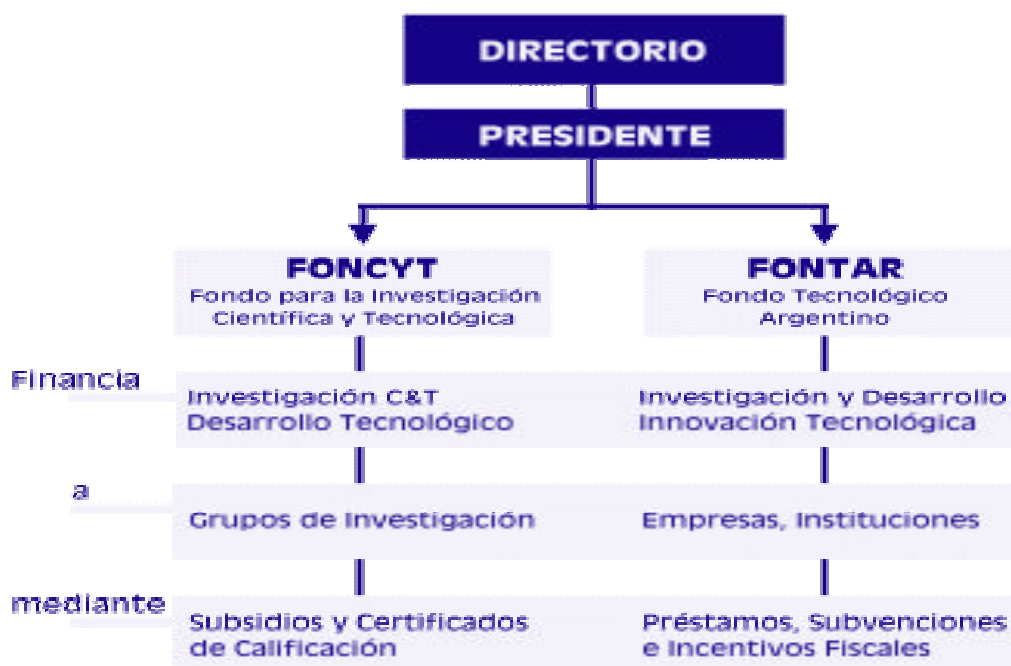 DIRECTORIO
PRESIDENTE
FONCYT
Fondo para la Investigación
Científica y Tecnológica
FONTAR
Fondo Tecnológico
Argentino
Financia
Investigación C&T
Desarrollo Tecnológico
Investigación y Desarrollo
Innovación Tecnológica
a
Grupos de Investigación
Empresas, Instituciones
mediante
Subsidios y Certificados
de Calificación
Préstamos, Subvenciones
e Incentivos Fiscales